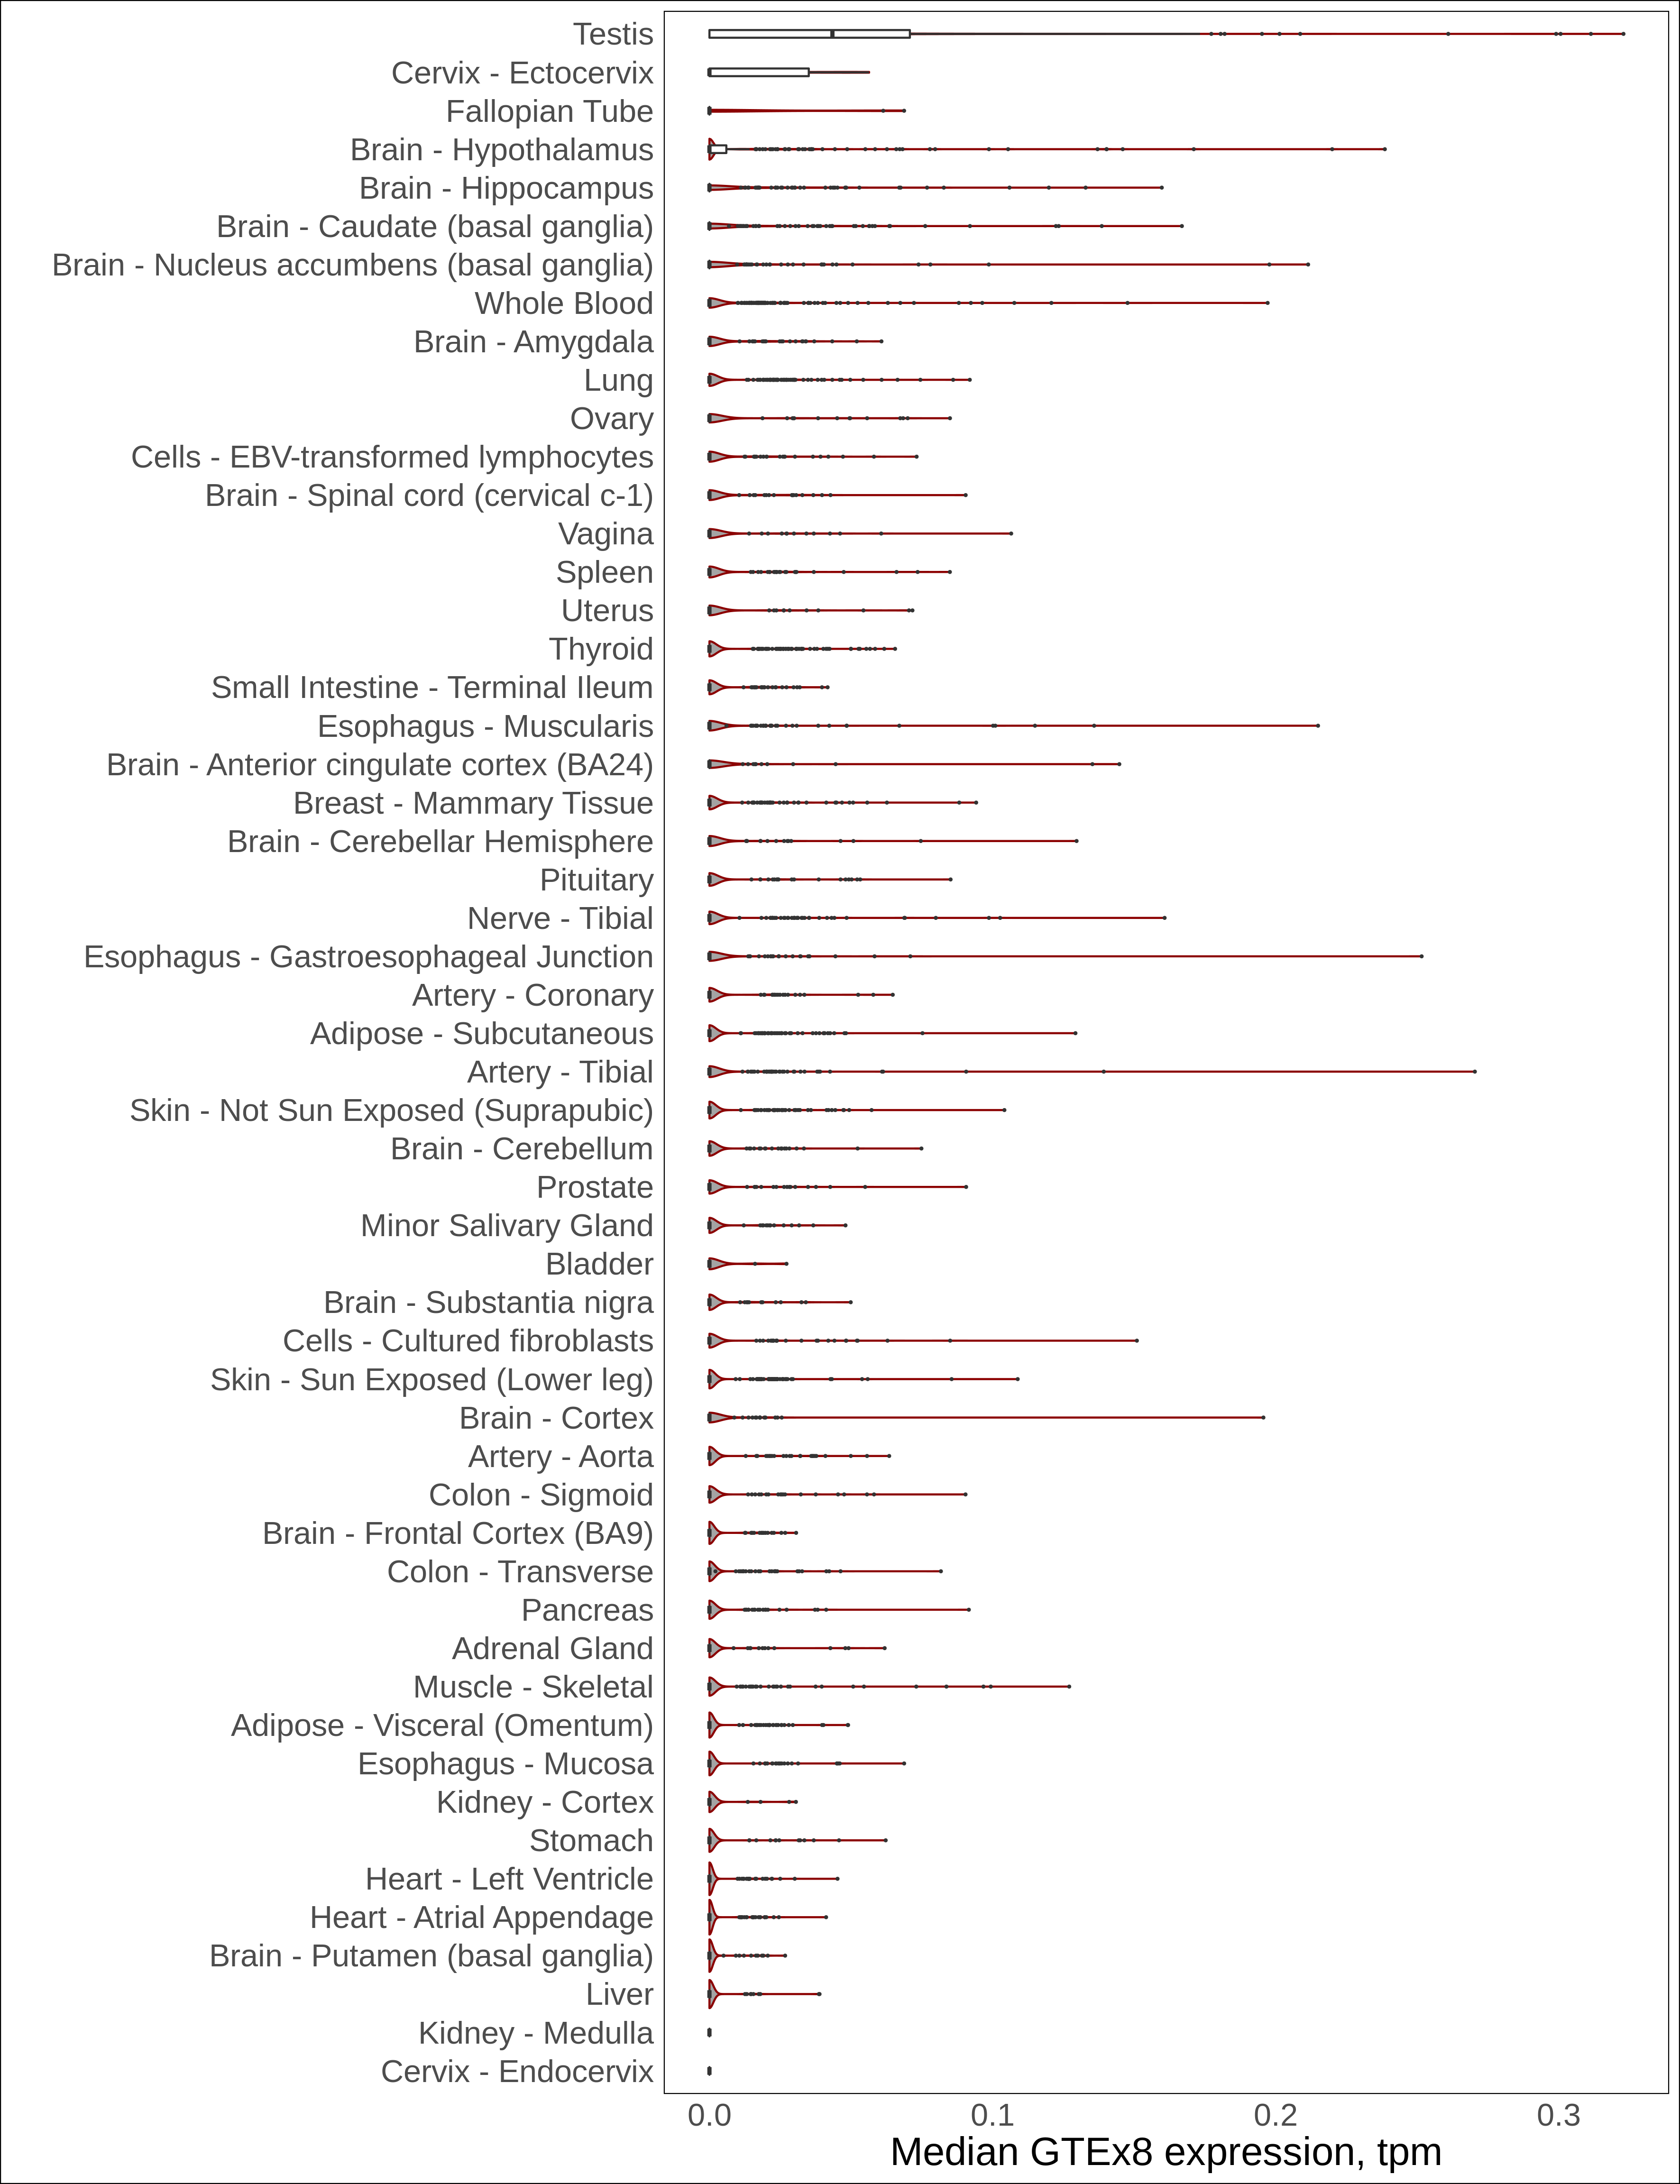 Testis
Cervix - Ectocervix
Fallopian Tube
Brain - Hypothalamus
Brain - Hippocampus
Brain - Caudate (basal ganglia)
Brain - Nucleus accumbens (basal ganglia)
Whole Blood
Brain - Amygdala
Lung
Ovary
Cells - EBV-transformed lymphocytes
Brain - Spinal cord (cervical c-1)
Vagina
Spleen
Uterus
Thyroid
Small Intestine - Terminal Ileum
Esophagus - Muscularis
Brain - Anterior cingulate cortex (BA24)
Breast - Mammary Tissue
Brain - Cerebellar Hemisphere
Pituitary
Nerve - Tibial
Esophagus - Gastroesophageal Junction
Artery - Coronary
Adipose - Subcutaneous
Artery - Tibial
Skin - Not Sun Exposed (Suprapubic)
Brain - Cerebellum
Prostate
Minor Salivary Gland
Bladder
Brain - Substantia nigra
Cells - Cultured fibroblasts
Skin - Sun Exposed (Lower leg)
Brain - Cortex
Artery - Aorta
Colon - Sigmoid
Brain - Frontal Cortex (BA9)
Colon - Transverse
Pancreas
Adrenal Gland
Muscle - Skeletal
Adipose - Visceral (Omentum)
Esophagus - Mucosa
Kidney - Cortex
Stomach
Heart - Left Ventricle
Heart - Atrial Appendage
Brain - Putamen (basal ganglia)
Liver
Kidney - Medulla
Cervix - Endocervix
0.0 0.1 0.2 0.3
Median GTEx8 expression, tpm